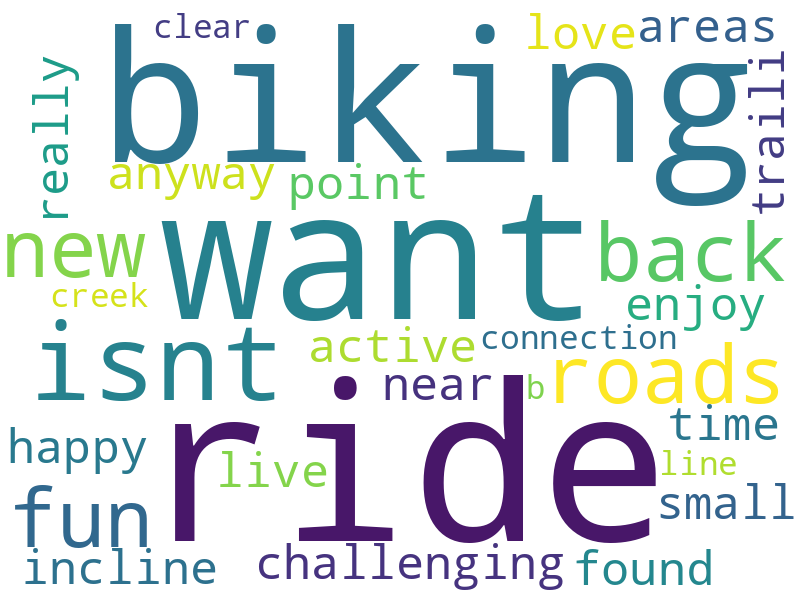 clear
love
areas
biking
really
traili
anyway
point
want
new
back
creek
enjoy
isnt
active
connection
near
b
roads
ride
time
happy
live
line
fun
small
incline
challenging
found